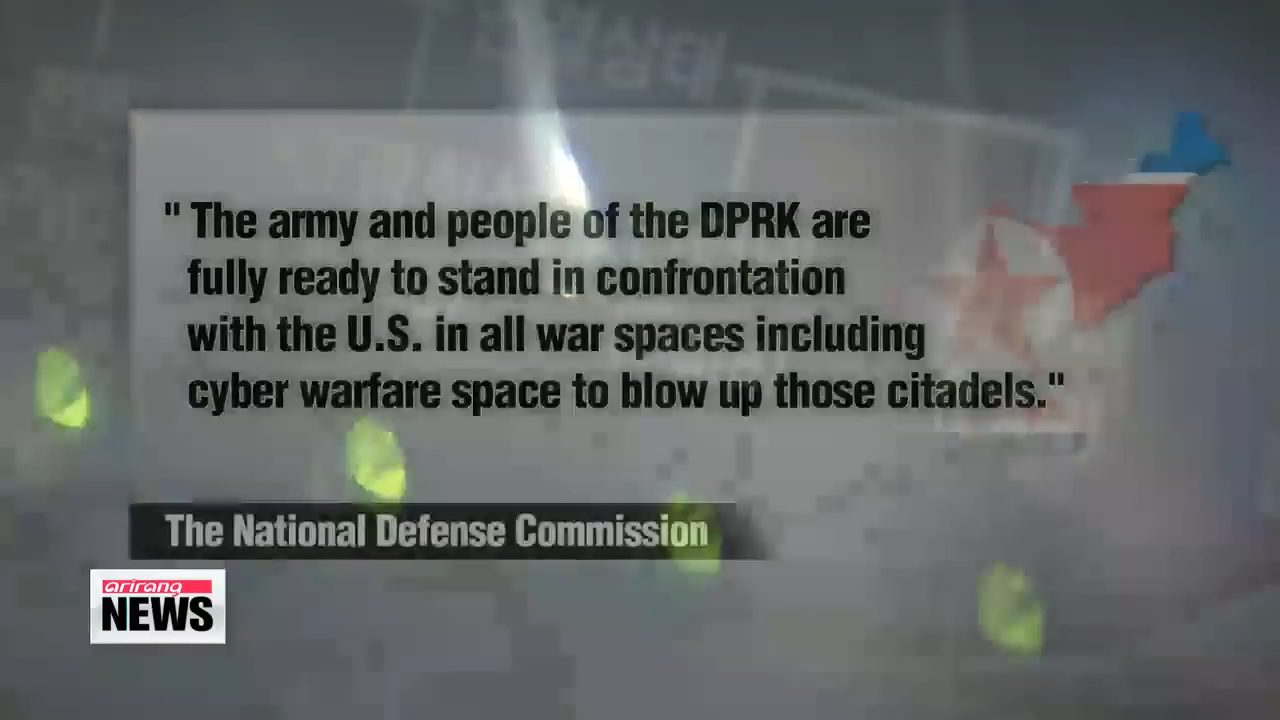 " The army and people of the DPRK are
fully ready to stand in confrontation
with the U.S. in all war spaces including
cyber warfare space to blow up those citadels."
The National Defense Commission
arirang
NEWS